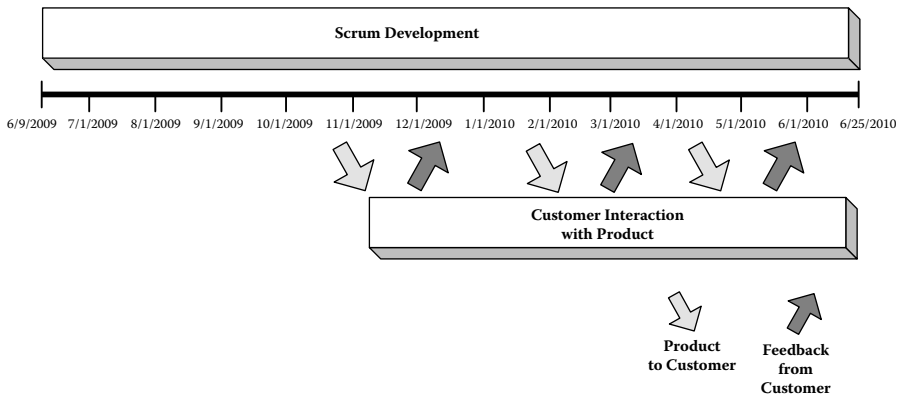 Scrum Development
6/9/2009 7/1/2009 8/1/2009 9/1/2009 10/1/2009 11/1/2009 12/1/2009 1/1/2010 2/1/2010 3/1/2010 4/1/2010 5/1/2010 6/1/2010 6/25/2010
Customer Interaction
with Product
Product
to Customer
Feedback
from
Customer